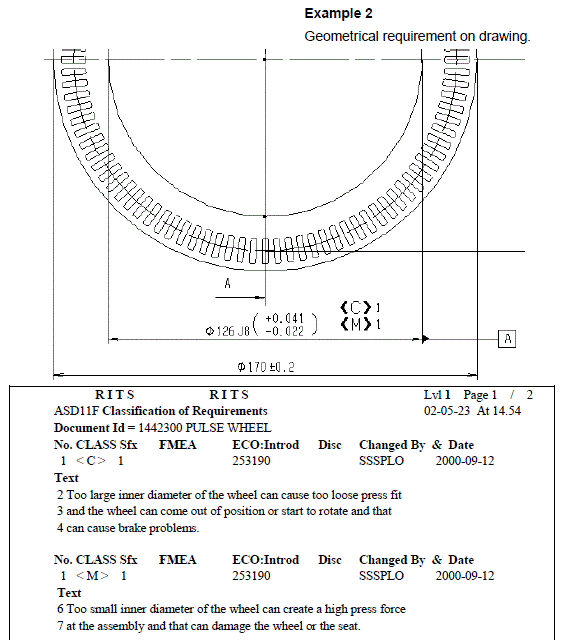 Example 2
Geometrical requirement on drawing.
A
Φ126 J8 ( +0.041 -0.022 ) <C> 1
<M> 1
A
Φ170 ±0.2
RITS RITS Lvl 1 Page 1 / 2
ASD11F Classification of Requirements 02-05-23 At 14.54
Document Id = 1442300 PULSE WHEEL
No. CLASS Sfx FMEA ECO:Introd Disc Changed By & Date
1 <C> 1 253190 SSSPLO 2000-09-12
Text
2 Too large inner diameter of the wheel can cause too loose press fit
3 and the wheel can come out of position or start to rotate and that
4 can cause brake problems.
No. CLASS Sfx FMEA ECO:Introd Disc Changed By & Date
1 <M> 1 253190 SSSPLO 2000-09-12
Text
6 Too small inner diameter of the wheel can create a high press force
7 at the assembly and that can damage the wheel or the seat.